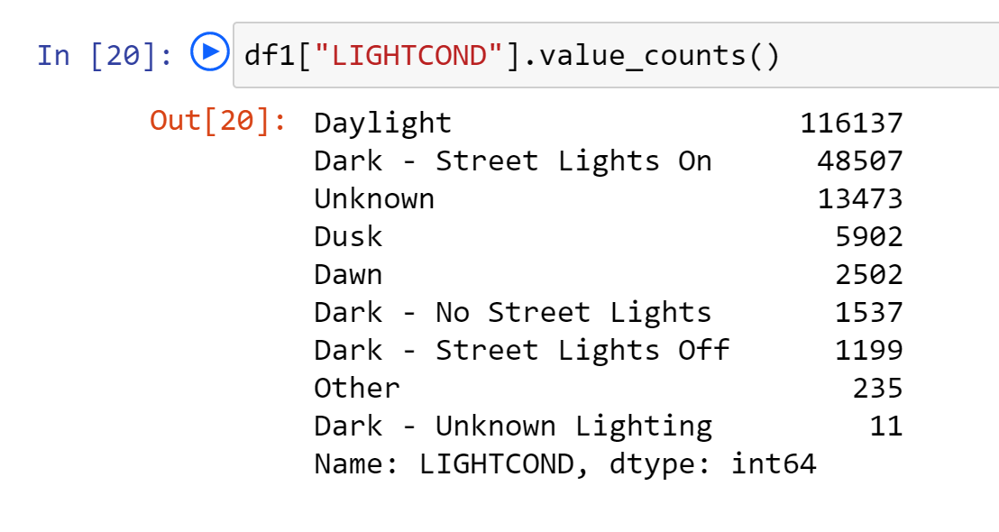 In [20]: df1["LIGHTCOND"].value_counts()
Out[20]: Daylight 116137
Dark - Street Lights On 48507
Unknown 13473
Dusk 5902
Dawn 2502
Dark - No Street Lights 1537
Dark - Street Lights Off 1199
Other 235
Dark - Unknown Lighting 11
Name: LIGHTCOND, dtype: int64